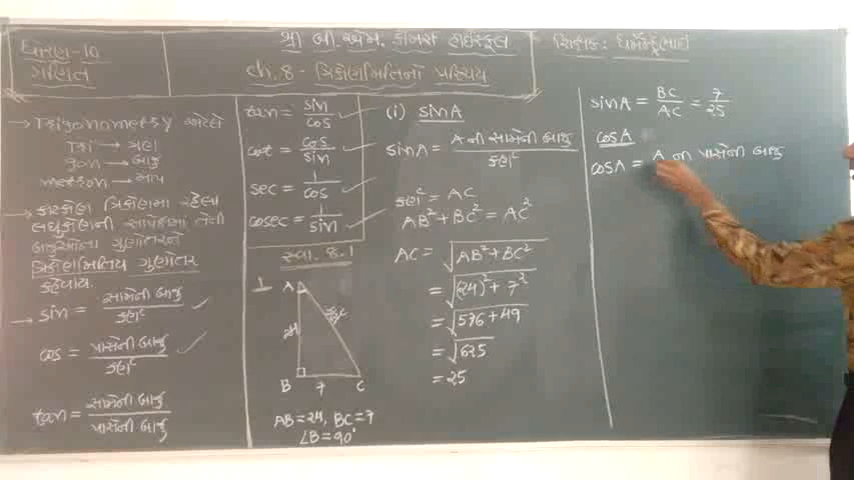 ધોરણ-10
ગણિત
શ્રી બી. એમ. કોમર્સ હાઈસ્કૂલ
ch.8 - ત્રિકોણમિતિનો પરિચય
શિક્ષક: ધર્મેન્દ્રભાઈ
→ Trigonometry એટલે
Tri → ત્રણ
gon → બાજુ
metron → માપ
→ કાટકોણ ત્રિકોણમાં રહેલા
લઘુકોણની સાપેક્ષમાં તેની
બાજુઓના ગુણોત્તરને
ત્રિકોણમિતિય ગુણોત્તર
કહેવાય.
→ sin = સામેની બાજુ / કર્ણ
cos = પાસેની બાજુ / કર્ણ
tan = સામેની બાજુ / પાસેની બાજુ
tan = sin / cos
cot = cos / sin
sec = 1 / cos
cosec = 1 / sin
સ્વા. 8.1
1
A
24
કર્ણ
B 7 C
AB = 24, BC = 7
∠B = 90°
(i) sinA
sinA = A ની સામેની બાજુ / કર્ણ
કર્ણ = AC
AB² + BC² = AC²
AC = √AB² + BC²
= √(24)² + 7²
= √576 + 49
= √625
= 25
sinA = BC / AC = 7 / 25
cosA
cosA = A ની પાસેની બાજુ